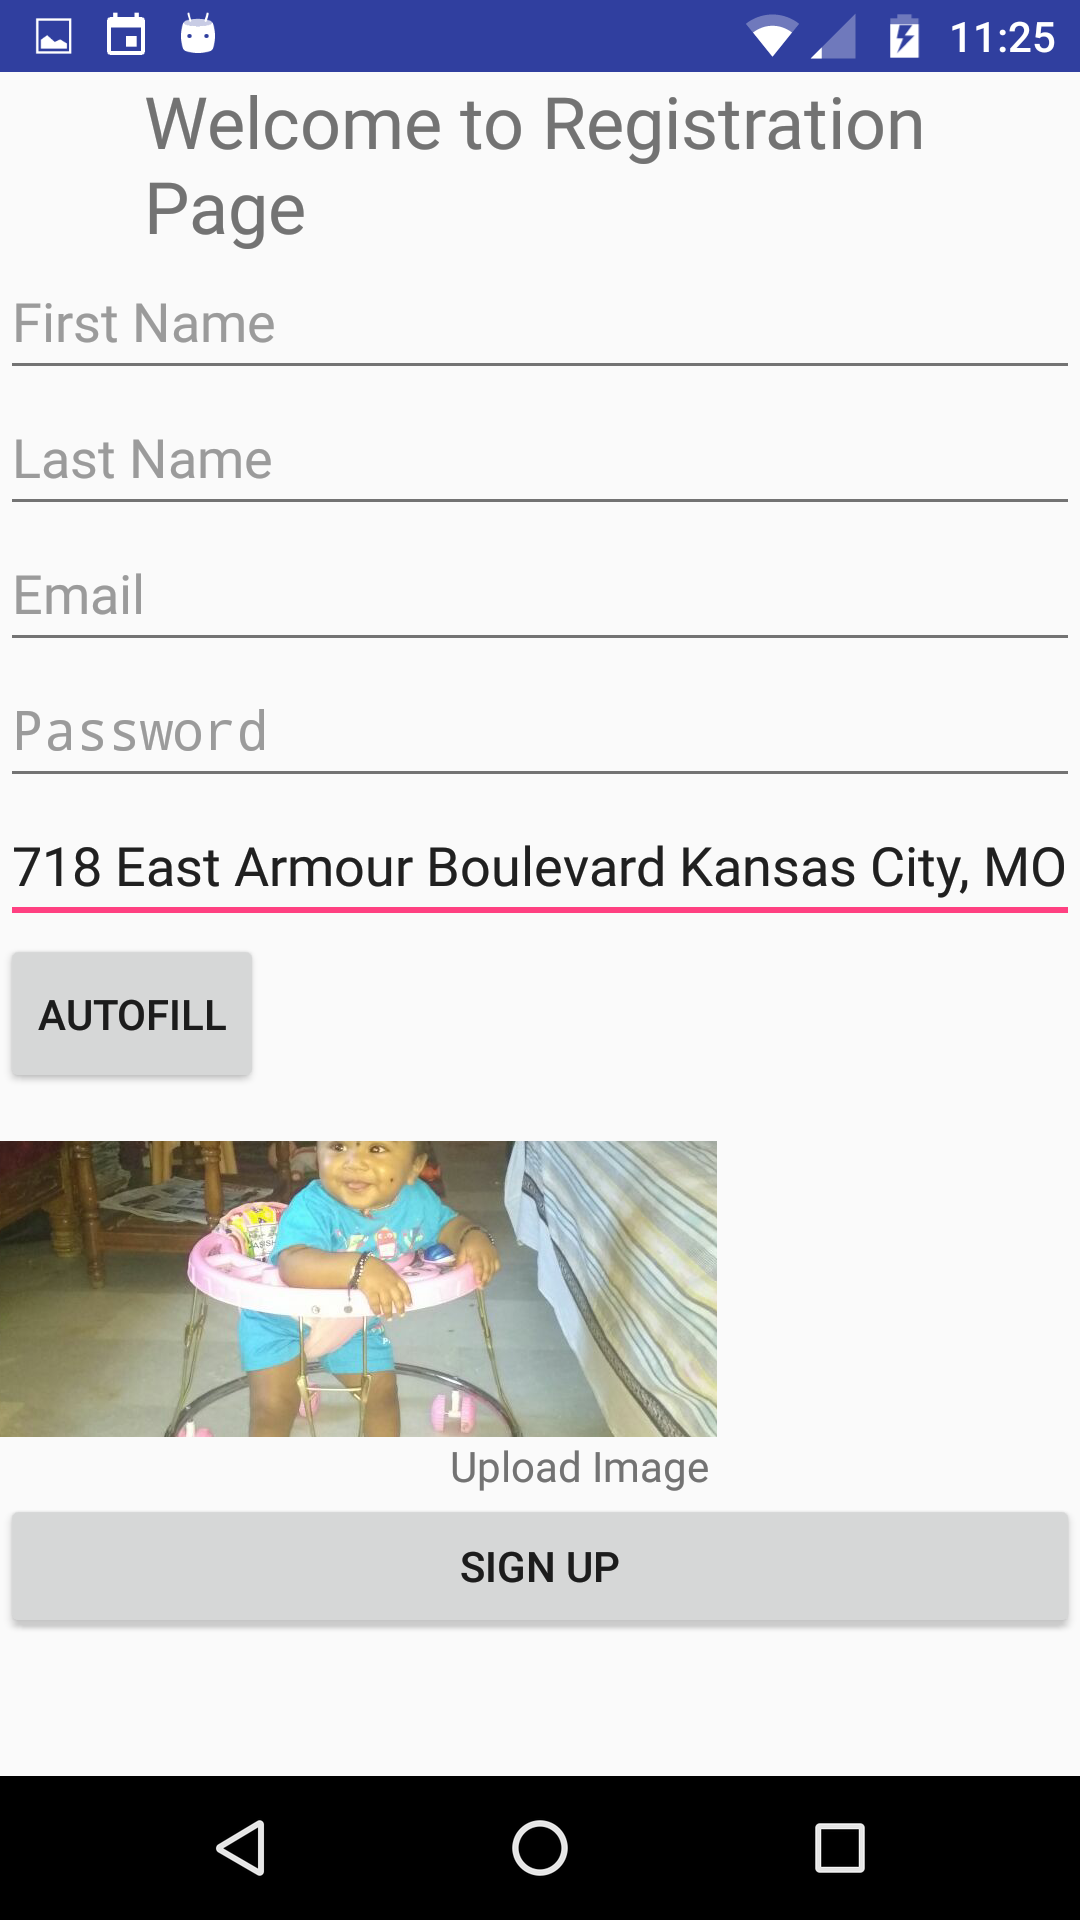 11:25
Welcome to Registration
Page
First Name
Last Name
Email
Password
718 East Armour Boulevard Kansas City, MO
AUTOFILL
Upload Image
SIGN UP